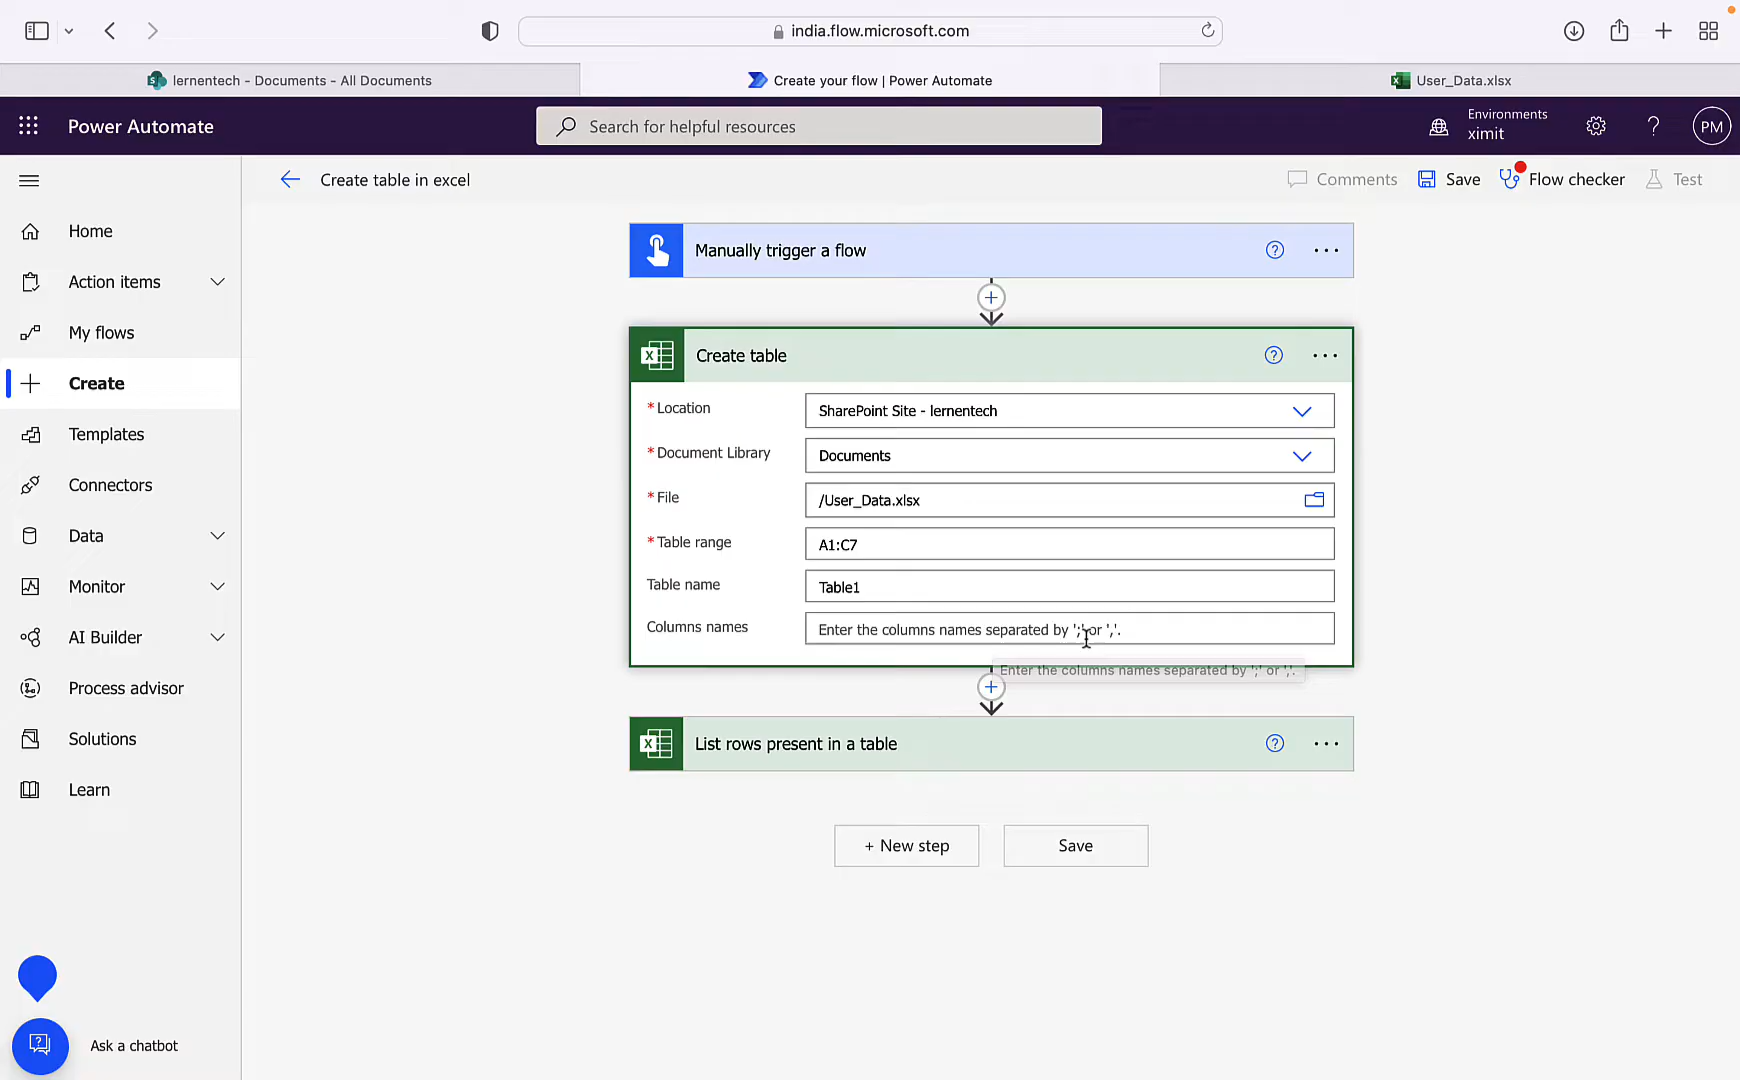 india.flow.microsoft.com
lernentech - Documents - All Documents
Create your flow | Power Automate
User_Data.xlsx
Power Automate
Search for helpful resources
Environments
ximit
PM
Create table in excel
Comments
Save
Flow checker
Test
Home
Action items
My flows
Create
Templates
Connectors
Data
Monitor
AI Builder
Process advisor
Solutions
Learn
Ask a chatbot
Manually trigger a flow
Create table
* Location
SharePoint Site - lernentech
* Document Library
Documents
* File
/User_Data.xlsx
* Table range
A1:C7
Table name
Table1
Columns names
Enter the columns names separated by ';' or ','.
Enter the columns names separated by ';' or ','.
List rows present in a table
+ New step
Save